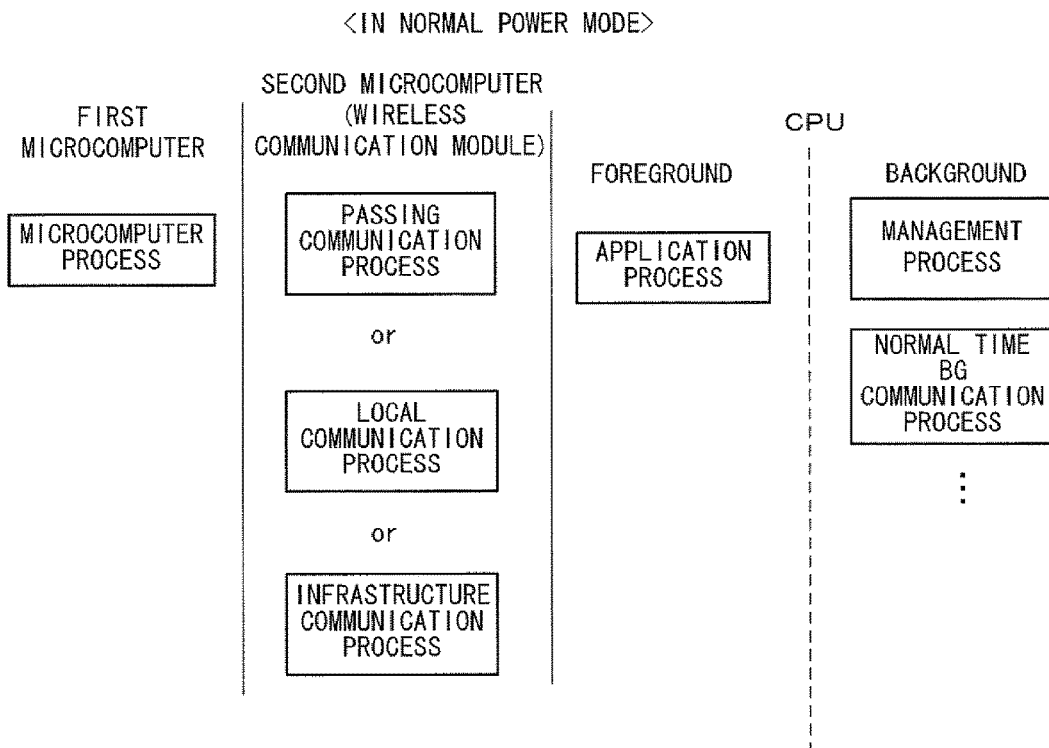 <IN NORMAL POWER MODE>
FIRST
MICROCOMPUTER
MICROCOMPUTER
PROCESS
SECOND MICROCOMPUTER
(WIRELESS
COMMUNICATION MODULE)
PASSING
COMMUNICATION
PROCESS
or
LOCAL
COMMUNICATION
PROCESS
or
INFRASTRUCTURE
COMMUNICATION
PROCESS
CPU
FOREGROUND
APPLICATION
PROCESS
BACKGROUND
MANAGEMENT
PROCESS
NORMAL TIME
BG
COMMUNICATION
PROCESS
⋮